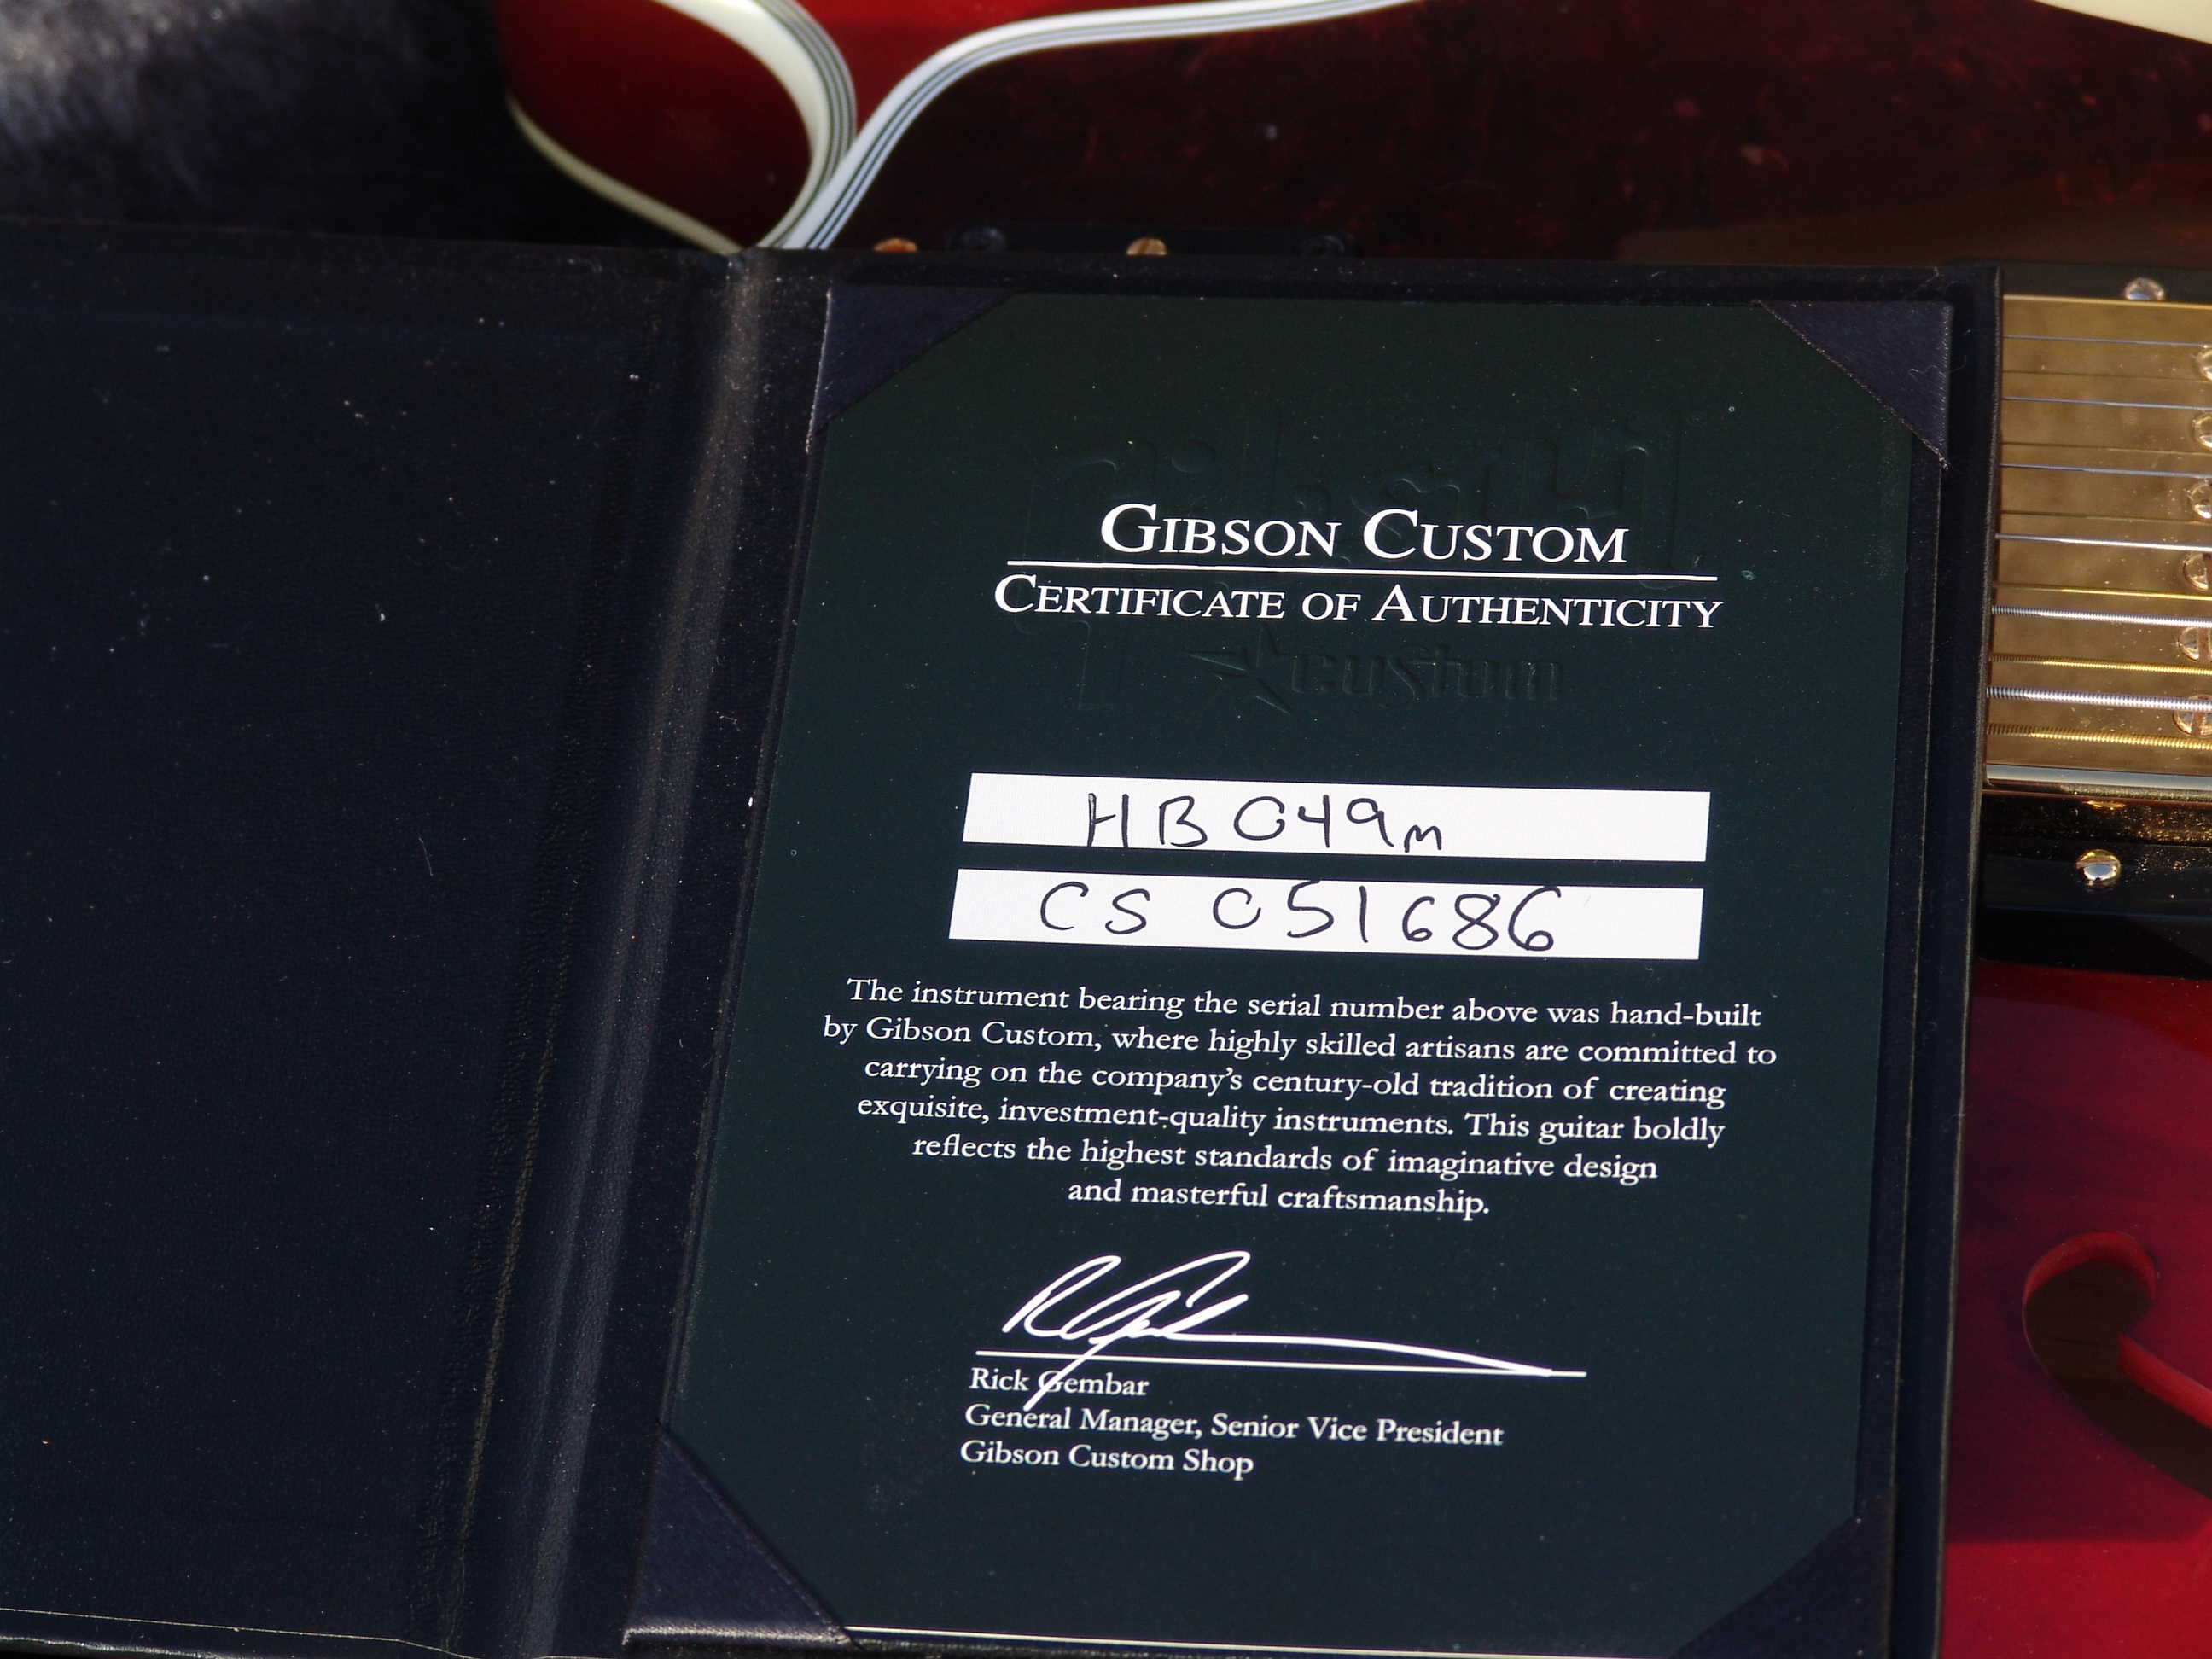 GIBSON CUSTOM
CERTIFICATE OF AUTHENTICITY
custom
HB049m
CS 051686
The instrument bearing the serial number above was hand-built
by Gibson Custom, where highly skilled artisans are committed to
carrying on the company's century-old tradition of creating
exquisite, investment-quality instruments. This guitar boldly
reflects the highest standards of imaginative design
and masterful craftsmanship.
Rick Gembar
General Manager, Senior Vice President
Gibson Custom Shop